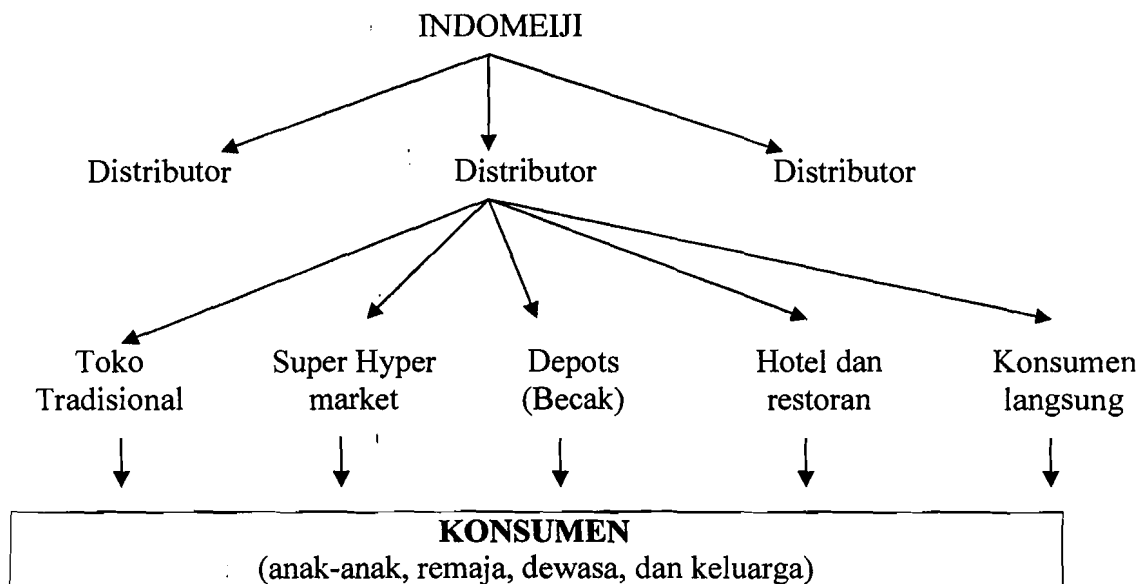 INDOMEIJI
Distributor Distributor Distributor
Toko Tradisional
Super Hyper market
Depots (Becak)
Hotel dan restoran
Konsumen langsung
KONSUMEN
(anak-anak, remaja, dewasa, dan keluarga)